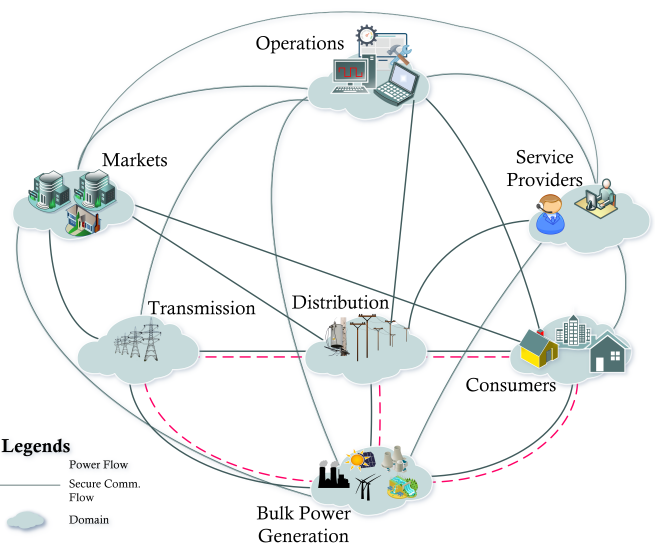 Operations
Markets
Service
Providers
Transmission
Distribution
Consumers
Legends
Power Flow
Secure Comm.
Flow
Domain
Bulk Power
Generation